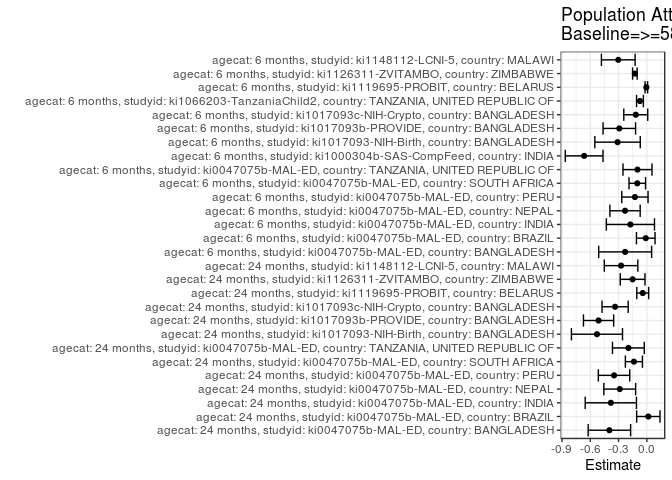 Population Att
Baseline=>=58
agecat: 6 months, studyid: ki1148112-LCNI-5, country: MALAWI
agecat: 6 months, studyid: ki1126311-ZVITAMBO, country: ZIMBABWE
agecat: 6 months, studyid: ki1119695-PROBIT, country: BELARUS
agecat: 6 months, studyid: ki1066203-TanzaniaChild2, country: TANZANIA, UNITED REPUBLIC OF
agecat: 6 months, studyid: ki1017093c-NIH-Crypto, country: BANGLADESH
agecat: 6 months, studyid: ki1017093b-PROVIDE, country: BANGLADESH
agecat: 6 months, studyid: ki1017093-NIH-Birth, country: BANGLADESH
agecat: 6 months, studyid: ki1000304b-SAS-CompFeed, country: INDIA
agecat: 6 months, studyid: ki0047075b-MAL-ED, country: TANZANIA, UNITED REPUBLIC OF
agecat: 6 months, studyid: ki0047075b-MAL-ED, country: SOUTH AFRICA
agecat: 6 months, studyid: ki0047075b-MAL-ED, country: PERU
agecat: 6 months, studyid: ki0047075b-MAL-ED, country: NEPAL
agecat: 6 months, studyid: ki0047075b-MAL-ED, country: INDIA
agecat: 6 months, studyid: ki0047075b-MAL-ED, country: BRAZIL
agecat: 6 months, studyid: ki0047075b-MAL-ED, country: BANGLADESH
agecat: 24 months, studyid: ki1148112-LCNI-5, country: MALAWI
agecat: 24 months, studyid: ki1126311-ZVITAMBO, country: ZIMBABWE
agecat: 24 months, studyid: ki1119695-PROBIT, country: BELARUS
agecat: 24 months, studyid: ki1017093c-NIH-Crypto, country: BANGLADESH
agecat: 24 months, studyid: ki1017093b-PROVIDE, country: BANGLADESH
agecat: 24 months, studyid: ki1017093-NIH-Birth, country: BANGLADESH
agecat: 24 months, studyid: ki0047075b-MAL-ED, country: TANZANIA, UNITED REPUBLIC OF
agecat: 24 months, studyid: ki0047075b-MAL-ED, country: SOUTH AFRICA
agecat: 24 months, studyid: ki0047075b-MAL-ED, country: PERU
agecat: 24 months, studyid: ki0047075b-MAL-ED, country: NEPAL
agecat: 24 months, studyid: ki0047075b-MAL-ED, country: INDIA
agecat: 24 months, studyid: ki0047075b-MAL-ED, country: BRAZIL
agecat: 24 months, studyid: ki0047075b-MAL-ED, country: BANGLADESH
-0.9 -0.6 -0.3 0.0
Estimate